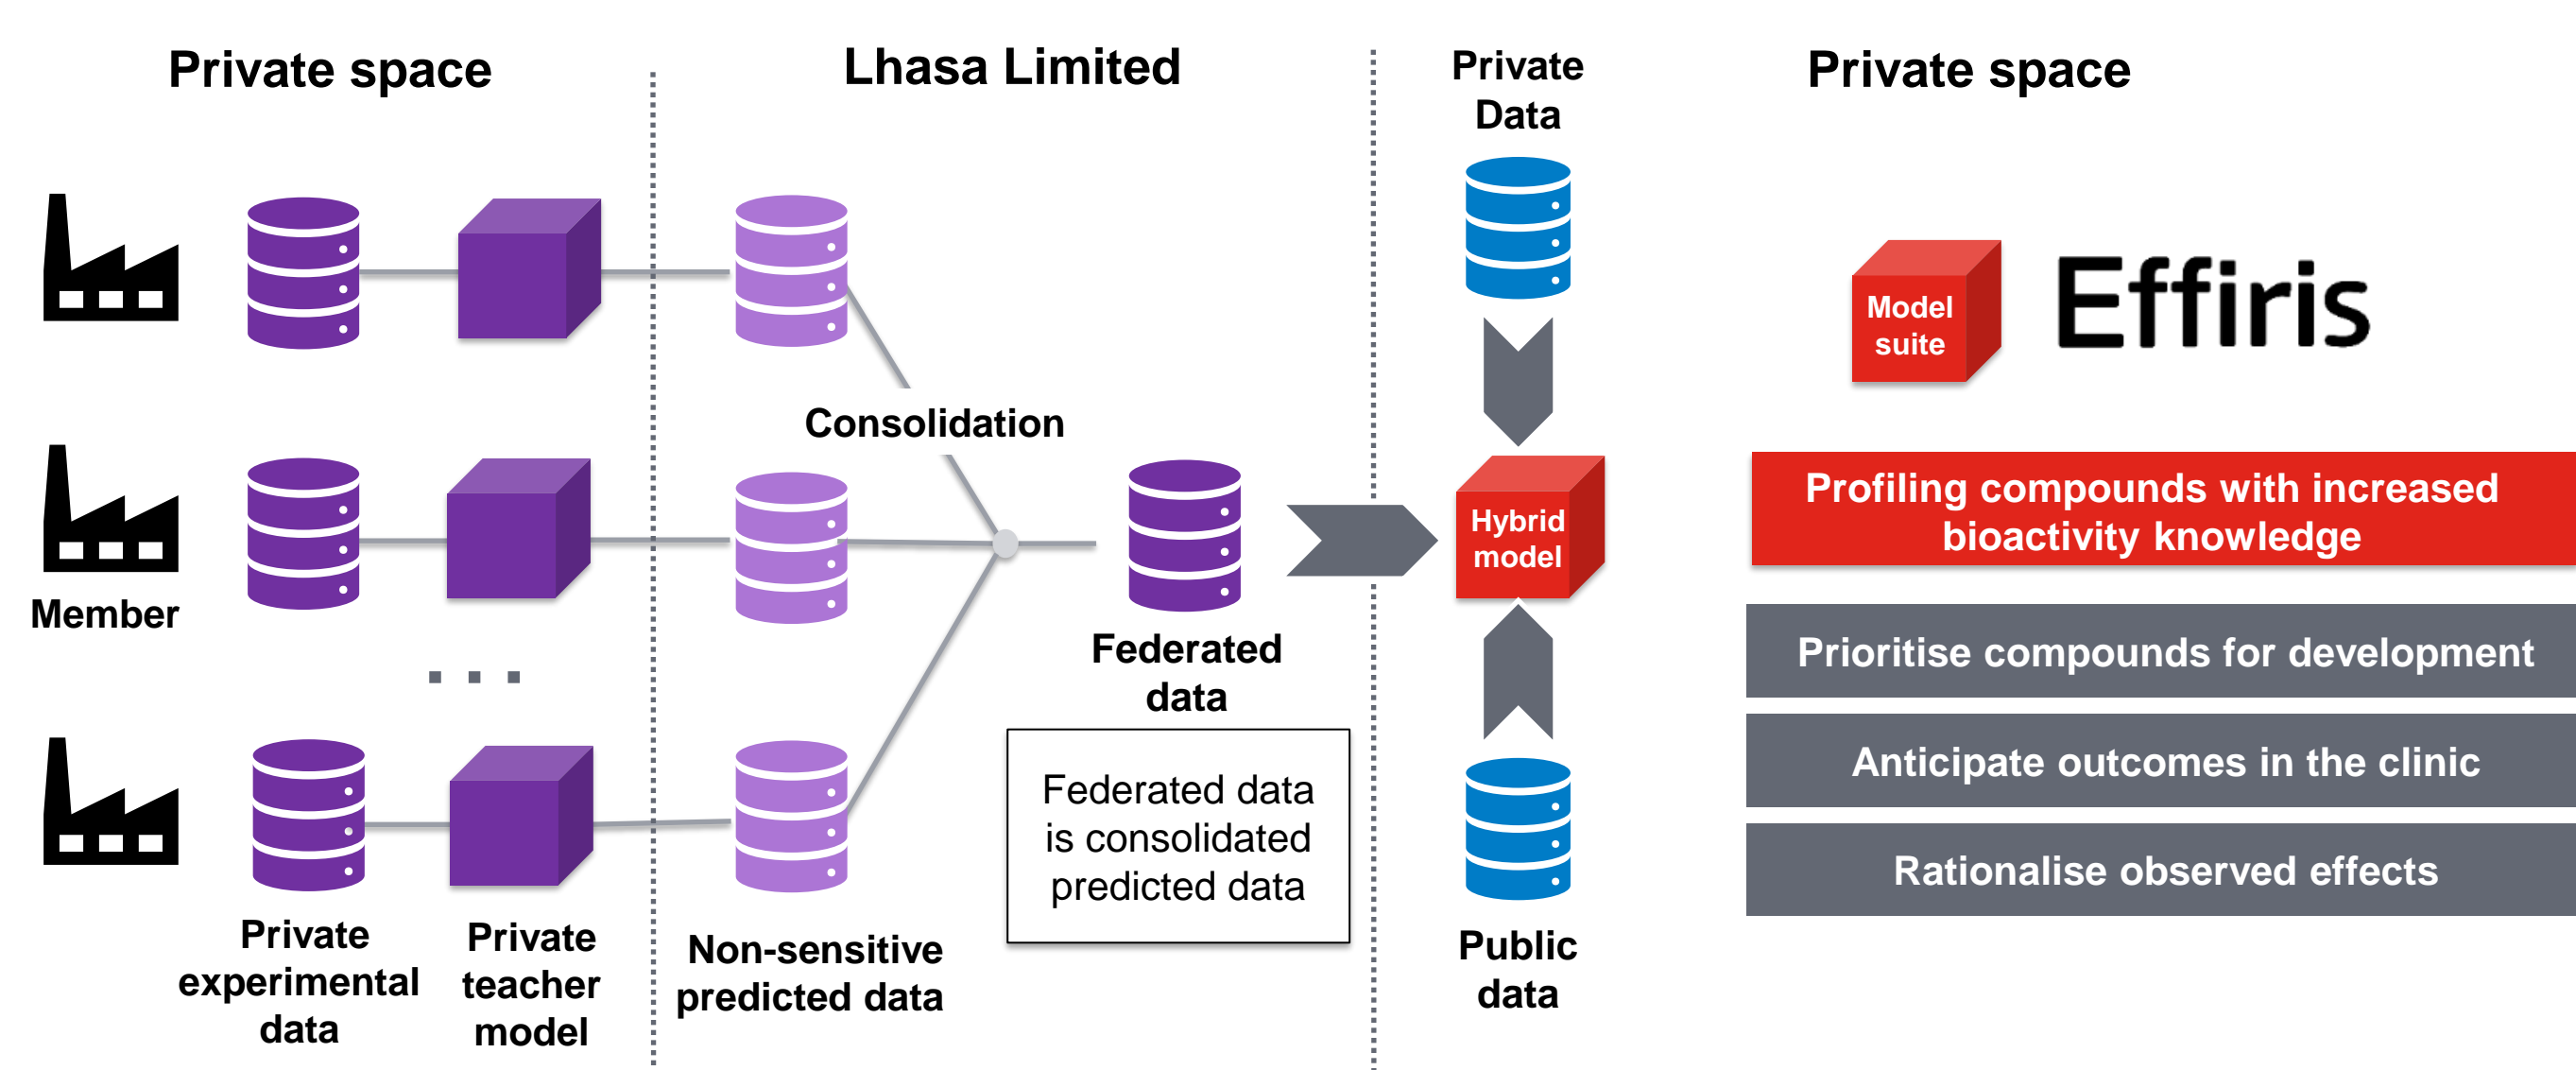 Private space
Lhasa Limited
Private
Data
Private space
Model
suite
Effiris
Consolidation
Member
Hybrid
model
Profiling compounds with increased
bioactivity knowledge
Prioritise compounds for development
Anticipate outcomes in the clinic
Rationalise observed effects
Federated
data
Federated data
is consolidated
predicted data
Private
experimental
data
Private
teacher
model
Non-sensitive
predicted data
Public
data